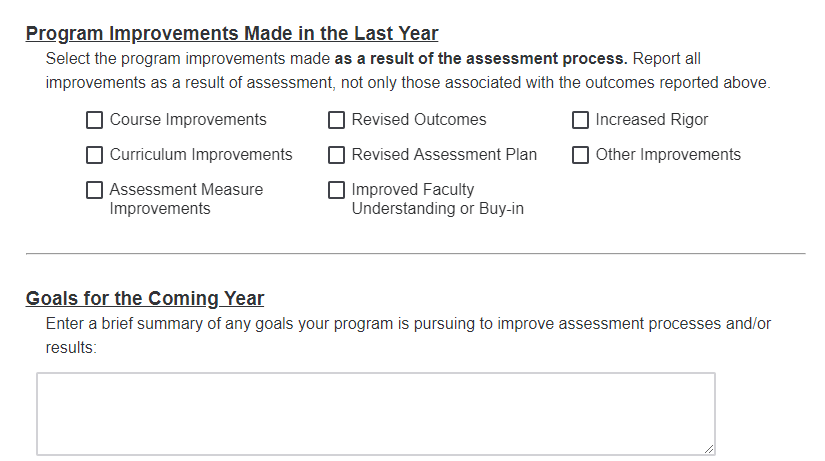 Program Improvements Made in the Last Year
Select the program improvements made as a result of the assessment process. Report all
improvements as a result of assessment, not only those associated with the outcomes reported above.
Course Improvements
Revised Outcomes
Increased Rigor
Curriculum Improvements
Revised Assessment Plan
Other Improvements
Assessment Measure
Improvements
Improved Faculty
Understanding or Buy-in
Goals for the Coming Year
Enter a brief summary of any goals your program is pursuing to improve assessment processes and/or
results: